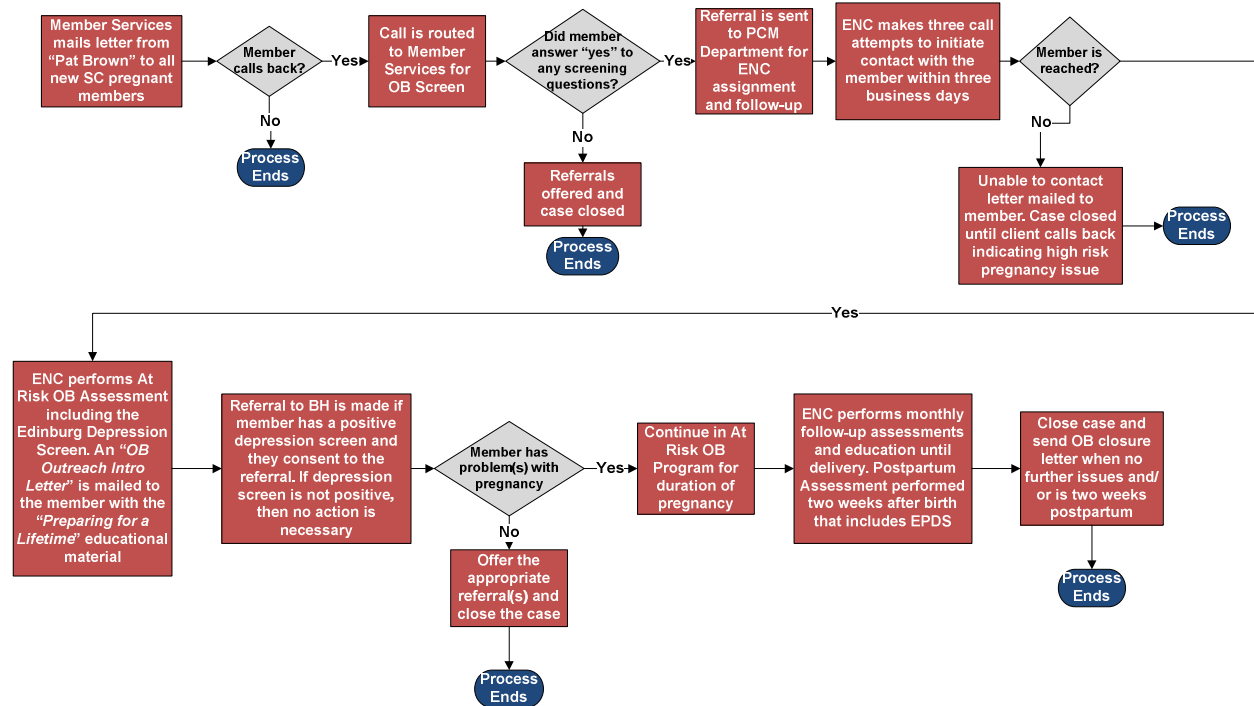 Member Services
mails letter from
“Pat Brown” to all
new SC pregnant
members
Member
calls back?
Yes
No
Process
Ends
Call is routed
to Member
Services for
OB Screen
Did member
answer “yes” to
any screening
questions?
Yes
No
Referrals
offered and
case closed
Process
Ends
Referral is sent
to PCM
Department for
ENC
assignment
and follow-up
ENC makes three call
attempts to initiate
contact with the
member within three
business days
Member is
reached?
No
Unable to contact
letter mailed to
member. Case closed
until client calls back
indicating high risk
pregnancy issue
Process
Ends
Yes
ENC performs At
Risk OB Assessment
including the
Edinburg Depression
Screen. An “OB
Outreach Intro
Letter” is mailed to
the member with the
“Preparing for a
Lifetime” educational
material
Referral to BH is made if
member has a positive
depression screen and
they consent to the
referral. If depression
screen is not positive,
then no action is
necessary
Member has
problem(s) with
pregnancy
Yes
No
Offer the
appropriate
referral(s) and
close the case
Process
Ends
Continue in At
Risk OB
Program for
duration of
pregnancy
ENC performs monthly
follow-up assessments
and education until
delivery. Postpartum
Assessment performed
two weeks after birth
that includes EPDS
Close case and
send OB closure
letter when no
further issues and/
or is two weeks
postpartum
Process
Ends